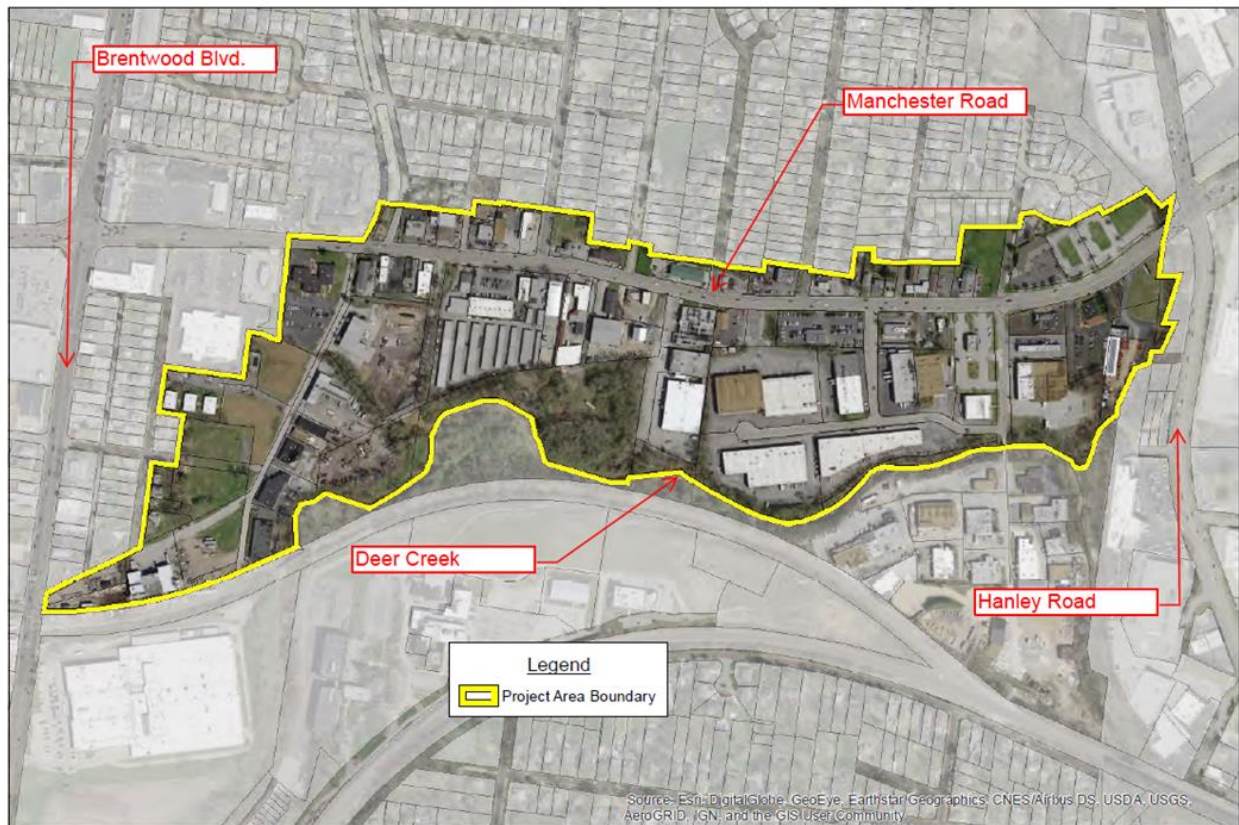 Brentwood Blvd.
Manchester Road
Deer Creek
Hanley Road
Legend
Project Area Boundary
Source: Esri, DigitalGlobe, GeoEye, Earthstar Geographics, CNES/Airbus DS, USDA, USGS,
AeroGRID, IGN, and the GIS User Community